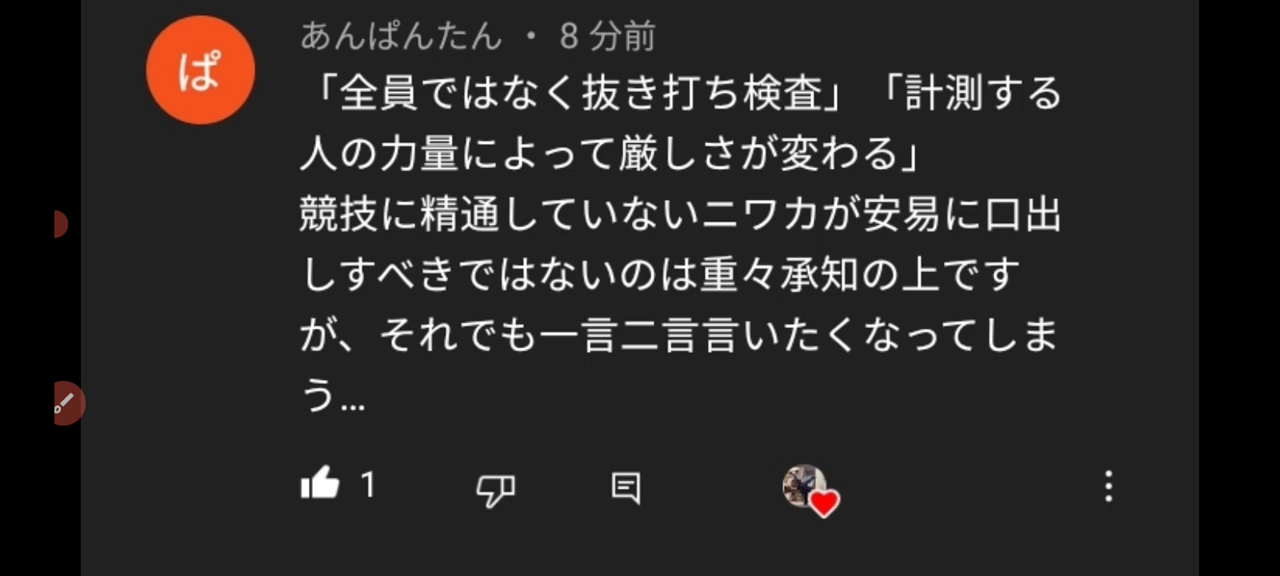 ぱ
あんぱんたん ・ 8 分前
「全員ではなく抜き打ち検査」「計測する
人の力量によって厳しさが変わる」
競技に精通していないニワカが安易に口出
しすべきではないのは重々承知の上です
が、それでも一言二言言いたくなってしま
う...
1